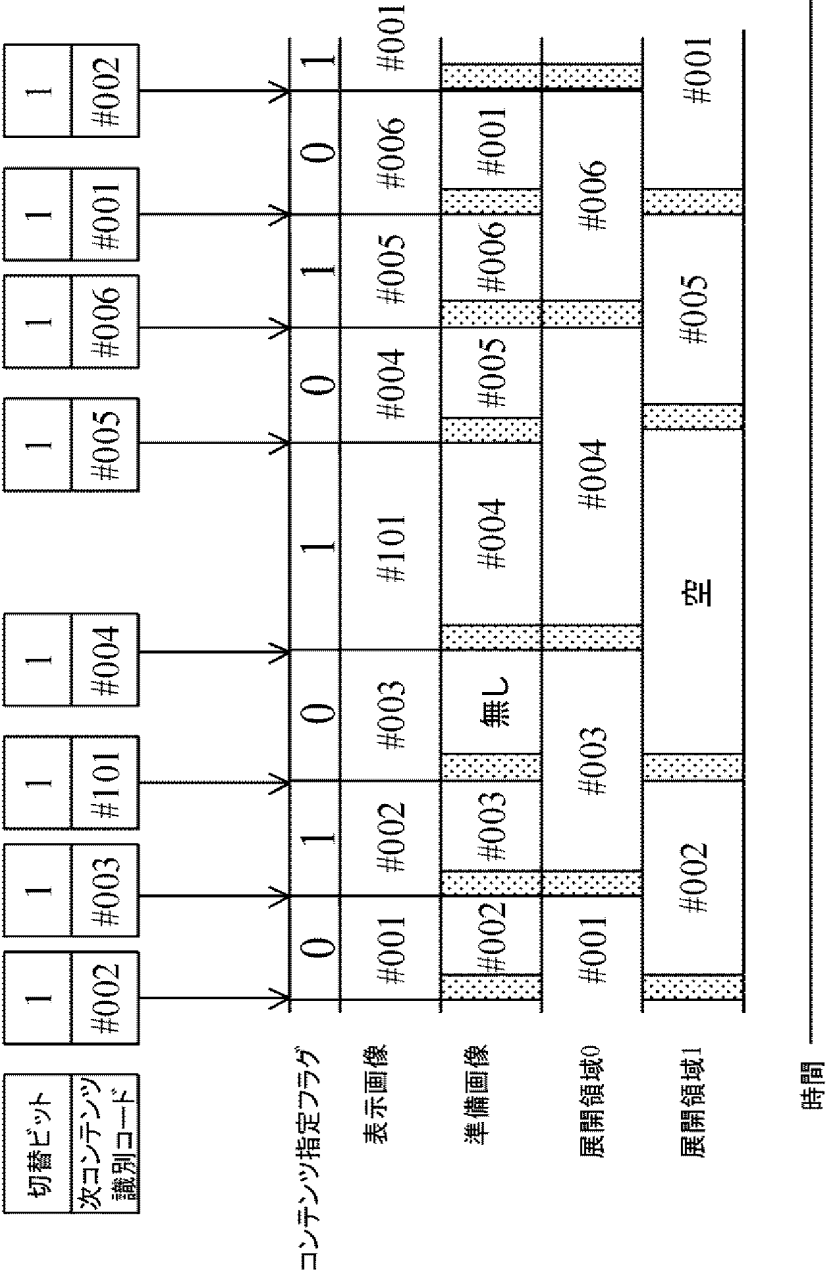 切替ビット 1 1 1 1 1 1 1 1
次コンテンツ
識別コード #002 #003 #101 #004 #005 #006 #001 #002
コンテンツ指定フラグ 0 1 0 1 0 1 0 1
表示画像 #001 #002 #003 #101 #004 #005 #006 #001
準備画像 #002 #003 無し #004 #005 #006 #001
展開領域0 #001 #003 #004 #006
展開領域1 #002 空 #005 #001
時間